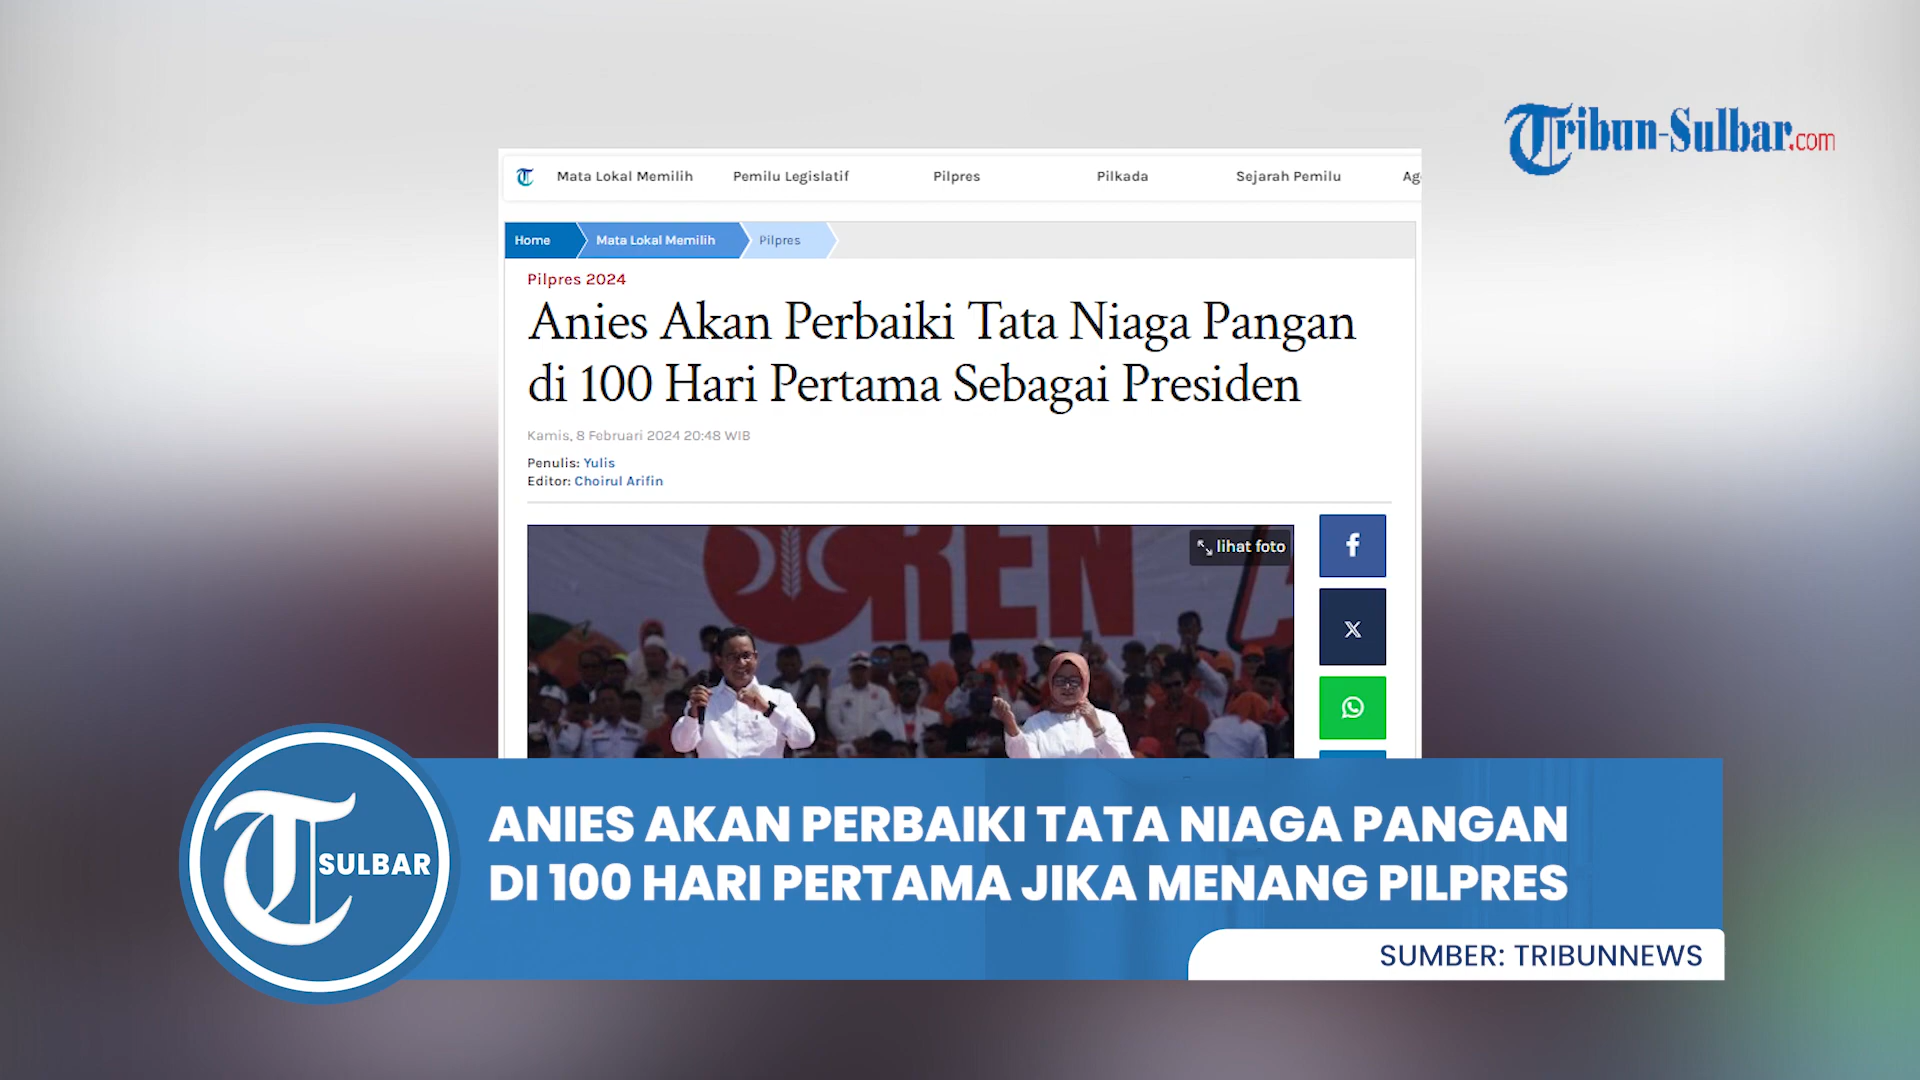 Tribun-Sulbar.com
Mata Lokal Memilih Pemilu Legislatif Pilpres Pilkada Sejarah Pemilu Ag
Home Mata Lokal Memilih Pilpres
Pilpres 2024
Anies Akan Perbaiki Tata Niaga Pangan
di 100 Hari Pertama Sebagai Presiden
Kamis, 8 Februari 2024 20:48 WIB
Penulis: Yulis
Editor: Choirul Arifin
lihat foto
REN
SULBAR
ANIES AKAN PERBAIKI TATA NIAGA PANGAN
DI 100 HARI PERTAMA JIKA MENANG PILPRES
SUMBER: TRIBUNNEWS